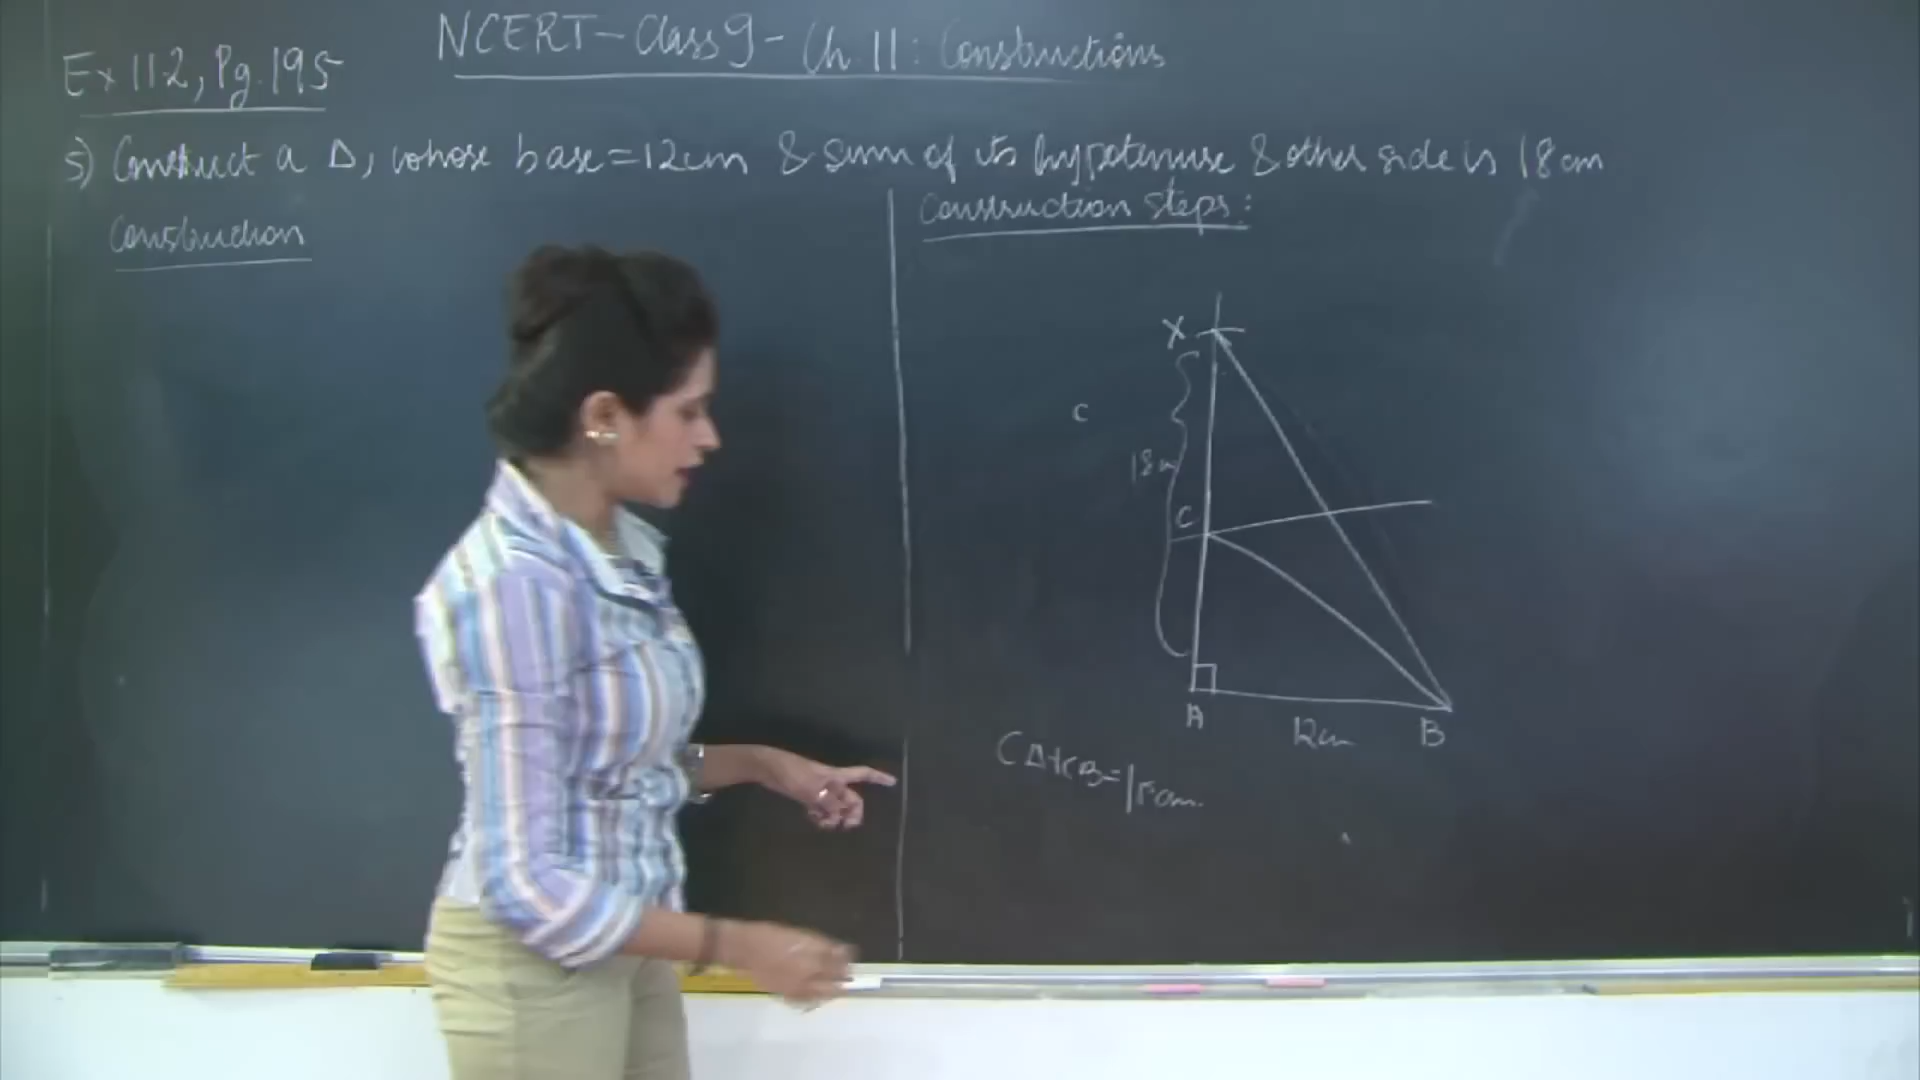 NCERT - Class 9 - Ch. 11 : Constructions
Ex 11.2, Pg. 195
5) Construct a Δ, whose base = 12cm & sum of its hypotenuse & other side is 18 cm
Construction
Construction steps:
X
C
18
C
A
12cm
B
CA+CB=18cm